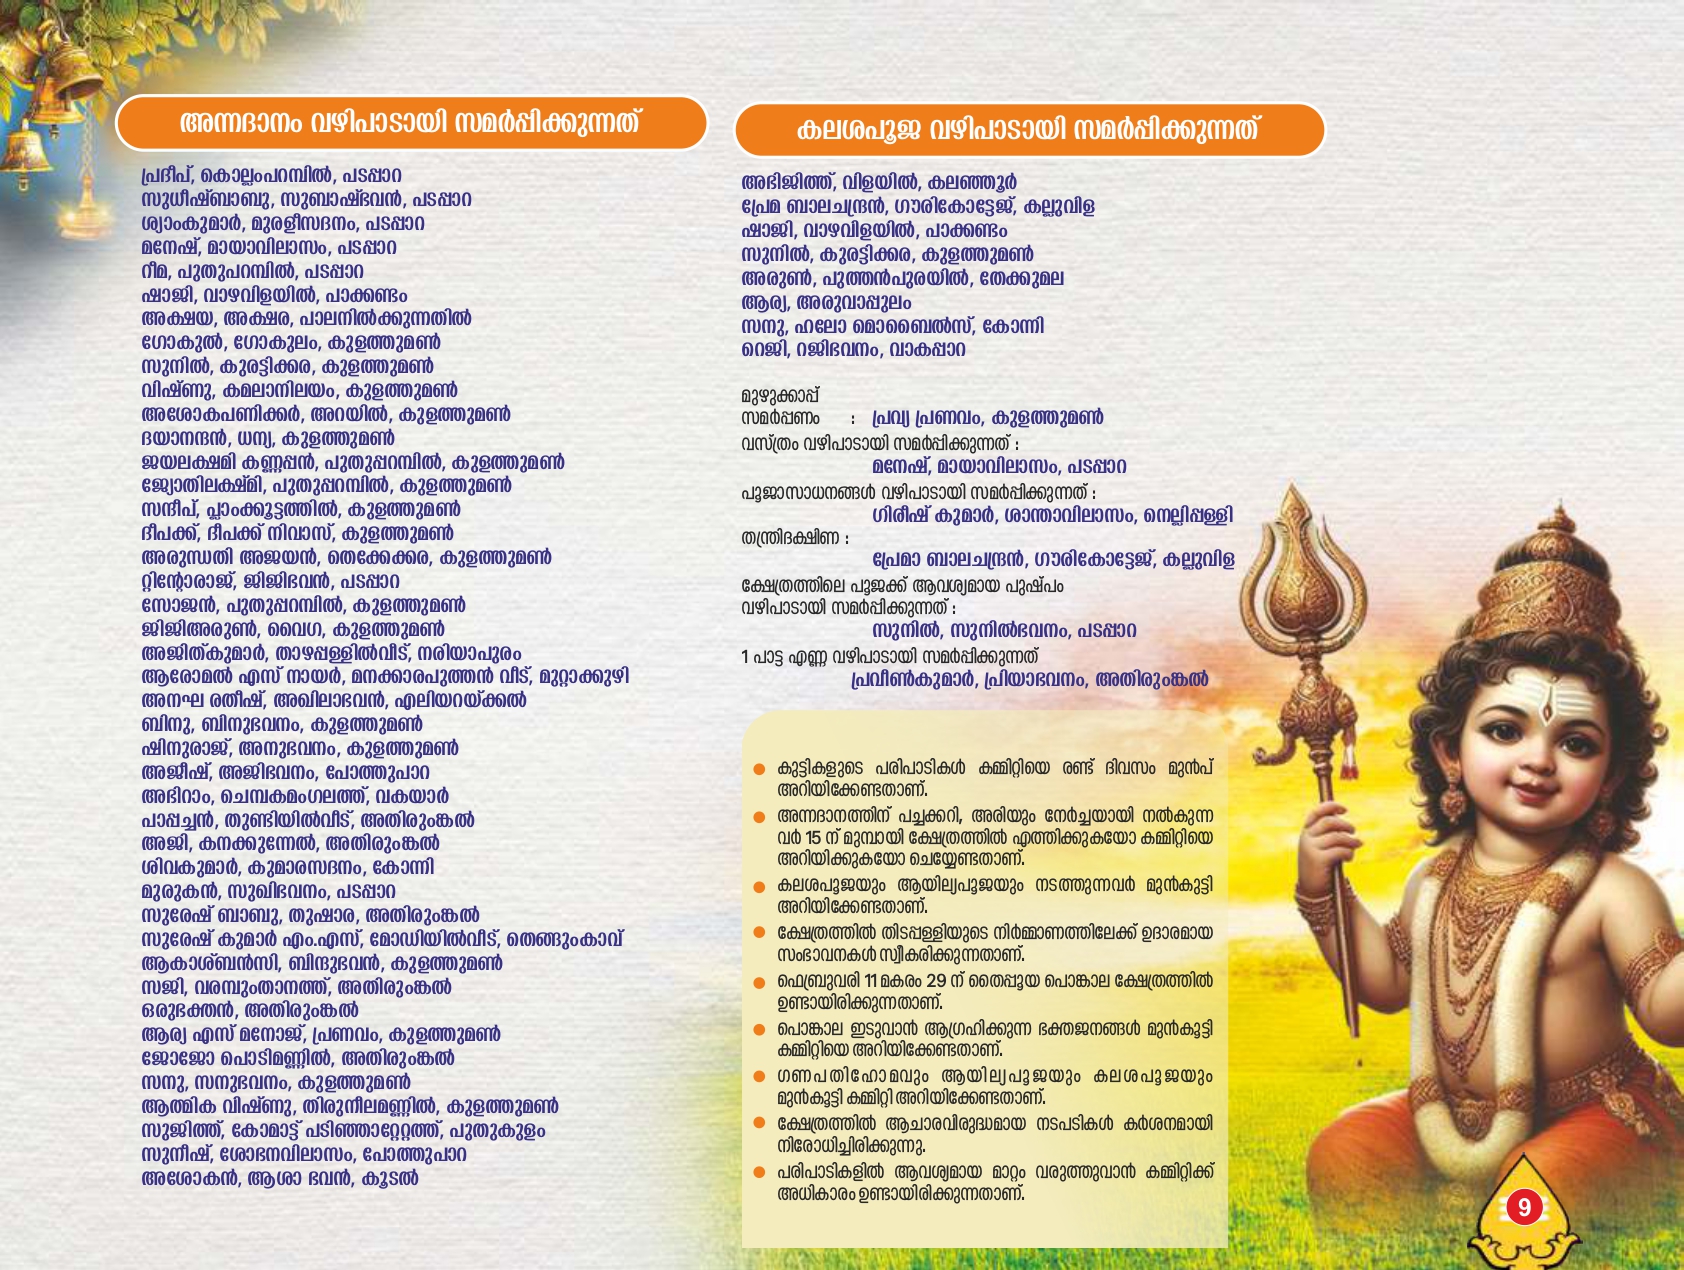 അന്നദാനം വഴിപാടായി സമർപ്പിക്കുന്നത്
പ്രദീപ്, കൊല്ലംപറമ്പിൽ, പടപ്പാറ
സുധീഷ്ബാബു, സുബാഷ്ഭവൻ, പടപ്പാറ
ശ്യാംകുമാർ, മുരളീസദനം, പടപ്പാറ
മനേഷ്, മായാവിലാസം, പടപ്പാറ
റീമ, പുതുപറമ്പിൽ, പടപ്പാറ
ഷാജി, വാഴവിളയിൽ, പാക്കണ്ടം
അക്ഷയ, അക്ഷര, പാലനിൽക്കുന്നതിൽ
ഗോകുൽ, ഗോകുലം, കുളത്തുമൺ
സുനിൽ, കുരട്ടിക്കര, കുളത്തുമൺ
വിഷ്ണു, കമലാനിലയം, കുളത്തുമൺ
അശോകപണിക്കർ, അറയിൽ, കുളത്തുമൺ
ദയാനന്ദൻ, ധന്യ, കുളത്തുമൺ
ജയലക്ഷമി കണ്ണപ്പൻ, പുതുപ്പറമ്പിൽ, കുളത്തുമൺ
ജ്യോതിലക്ഷ്മി, പുതുപ്പറമ്പിൽ, കുളത്തുമൺ
സന്ദീപ്, പ്ലാംക്കൂട്ടത്തിൽ, കുളത്തുമൺ
ദീപക്ക്, ദീപക്ക് നിവാസ്, കുളത്തുമൺ
അരുന്ധതി അജയൻ, തെക്കേക്കര, കുളത്തുമൺ
റ്റിന്റോരാജ്, ജിജിഭവൻ, പടപ്പാറ
സോജൻ, പുതുപ്പറമ്പിൽ, കുളത്തുമൺ
ജിജിഅരുൺ, വൈഗ, കുളത്തുമൺ
അജിത്കുമാർ, താഴപ്പള്ളിൽവീട്, നരിയാപുരം
ആരോമൽ എസ് നായർ, മനക്കാരപുത്തൻ വീട്, മുറ്റാക്കുഴി
അനഘ രതീഷ്, അഖിലാഭവൻ, എലിയറയ്ക്കൽ
ബിനു, ബിനുഭവനം, കുളത്തുമൺ
ഷിനുരാജ്, അനുഭവനം, കുളത്തുമൺ
അജീഷ്, അജിഭവനം, പോത്തുപാറ
അഭിറാം, ചെമ്പകമംഗലത്ത്, വകയാർ
പാപ്പച്ചൻ, തുണ്ടിയിൽവീട്, അതിരുംങ്കൽ
അജി, കനക്കുന്നേൽ, അതിരുംങ്കൽ
ശിവകുമാർ, കുമാരസദനം, കോന്നി
മുരുകൻ, സുഖിഭവനം, പടപ്പാറ
സുരേഷ് ബാബു, തുഷാര, അതിരുംങ്കൽ
സുരേഷ് കുമാർ എം.എസ്, മോഡിയിൽവീട്, തെങ്ങുംകാവ്
ആകാശ്ബൻസി, ബിന്ദുഭവൻ, കുളത്തുമൺ
സജി, വരമ്പുംതാനത്ത്, അതിരുംങ്കൽ
ഒരുഭക്തൻ, അതിരുംങ്കൽ
ആര്യ എസ് മനോജ്, പ്രണവം, കുളത്തുമൺ
ജോജോ പൊടിമണ്ണിൽ, അതിരുംങ്കൽ
സനു, സനുഭവനം, കുളത്തുമൺ
ആത്മിക വിഷ്ണു, തിരുനീലമണ്ണിൽ, കുളത്തുമൺ
സുജിത്ത്, കോമാട്ട് പടിഞ്ഞാറ്റേറ്റത്ത്, പുതുകുളം
സുനീഷ്, ശോഭനവിലാസം, പോത്തുപാറ
അശോകൻ, ആശാ ഭവൻ, കൂടൽ
കലശപൂജ വഴിപാടായി സമർപ്പിക്കുന്നത്
അഭിജിത്ത്, വിളയിൽ, കലഞ്ഞൂർ
പ്രേമ ബാലചന്ദ്രൻ, ഗൗരികോട്ടേജ്, കല്ലുവിള
ഷാജി, വാഴവിളയിൽ, പാക്കണ്ടം
സുനിൽ, കുരട്ടിക്കര, കുളത്തുമൺ
അരുൺ, പുത്തൻപുരയിൽ, തേക്കുമല
ആര്യ, അരുവാപ്പുലം
സനു, ഹലോ മൊബൈൽസ്, കോന്നി
റെജി, റജിഭവനം, വാകപ്പാറ
മുഴുക്കാപ്പ്
സമർപ്പണം : പ്രവ്യ പ്രണവം, കുളത്തുമൺ
വസ്ത്രം വഴിപാടായി സമർപ്പിക്കുന്നത് :
മനേഷ്, മായാവിലാസം, പടപ്പാറ
പൂജാസാധനങ്ങൾ വഴിപാടായി സമർപ്പിക്കുന്നത് :
ഗിരീഷ് കുമാർ, ശാന്താവിലാസം, നെല്ലിപ്പള്ളി
തന്ത്രിദക്ഷിണ :
പ്രേമാ ബാലചന്ദ്രൻ, ഗൗരികോട്ടേജ്, കല്ലുവിള
ക്ഷേത്രത്തിലെ പൂജക്ക് ആവശ്യമായ പുഷ്പം
വഴിപാടായി സമർപ്പിക്കുന്നത് :
സുനിൽ, സുനിൽഭവനം, പടപ്പാറ
1 പാട്ട എണ്ണ വഴിപാടായി സമർപ്പിക്കുന്നത്
പ്രവീൺകുമാർ, പ്രിയാഭവനം, അതിരുംങ്കൽ
● കുട്ടികളുടെ പരിപാടികൾ കമ്മിറ്റിയെ രണ്ട് ദിവസം മുൻപ്
അറിയിക്കേണ്ടതാണ്.
● അന്നദാനത്തിന് പച്ചക്കറി, അരിയും നേർച്ചയായി നൽകുന്ന
വർ 15 ന് മുമ്പായി ക്ഷേത്രത്തിൽ എത്തിക്കുകയോ കമ്മിറ്റിയെ
അറിയിക്കുകയോ ചെയ്യേണ്ടതാണ്.
● കലശപൂജയും ആയില്യപൂജയും നടത്തുന്നവർ മുൻകുട്ടി
അറിയിക്കേണ്ടതാണ്.
● ക്ഷേത്രത്തിൽ തിടപ്പള്ളിയുടെ നിർമ്മാണത്തിലേക്ക് ഉദാരമായ
സംഭാവനകൾ സ്വീകരിക്കുന്നതാണ്.
● ഫെബ്രുവരി 11 മകരം 29 ന് തൈപ്പൂയ പൊങ്കാല ക്ഷേത്രത്തിൽ
ഉണ്ടായിരിക്കുന്നതാണ്.
● പൊങ്കാല ഇടുവാൻ ആഗ്രഹിക്കുന്ന ഭക്തജനങ്ങൾ മുൻകൂട്ടി
കമ്മിറ്റിയെ അറിയിക്കേണ്ടതാണ്.
● ഗണപതിഹോമവും ആയില്യപൂജയും കലശപൂജയും
മുൻകൂട്ടി കമ്മിറ്റി അറിയിക്കേണ്ടതാണ്.
● ക്ഷേത്രത്തിൽ ആചാരവിരുദ്ധമായ നടപടികൾ കർശനമായി
നിരോധിച്ചിരിക്കുന്നു.
● പരിപാടികളിൽ ആവശ്യമായ മാറ്റം വരുത്തുവാൻ കമ്മിറ്റിക്ക്
അധികാരം ഉണ്ടായിരിക്കുന്നതാണ്.
9